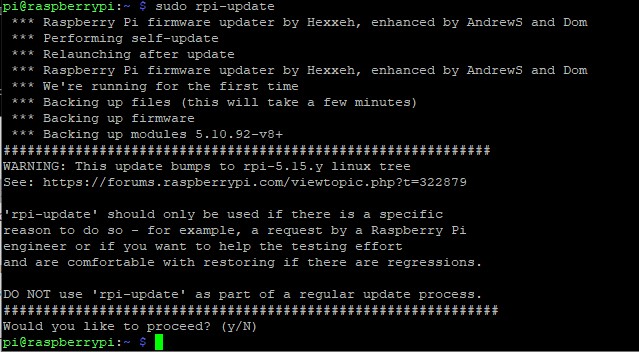 pi@raspberrypi:~ $ sudo rpi-update
*** Raspberry Pi firmware updater by Hexxeh, enhanced by AndrewS and Dom
*** Performing self-update
*** Relaunching after update
*** Raspberry Pi firmware updater by Hexxeh, enhanced by AndrewS and Dom
*** We're running for the first time
*** Backing up files (this will take a few minutes)
*** Backing up firmware
*** Backing up modules 5.10.92-v8+
#############################################################
WARNING: This update bumps to rpi-5.15.y linux tree
See: https://forums.raspberrypi.com/viewtopic.php?t=322879
'rpi-update' should only be used if there is a specific
reason to do so - for example, a request by a Raspberry Pi
engineer or if you want to help the testing effort
and are comfortable with restoring if there are regressions.
DO NOT use 'rpi-update' as part of a regular update process.
##############################################################
Would you like to proceed? (y/N)
pi@raspberrypi:~ $